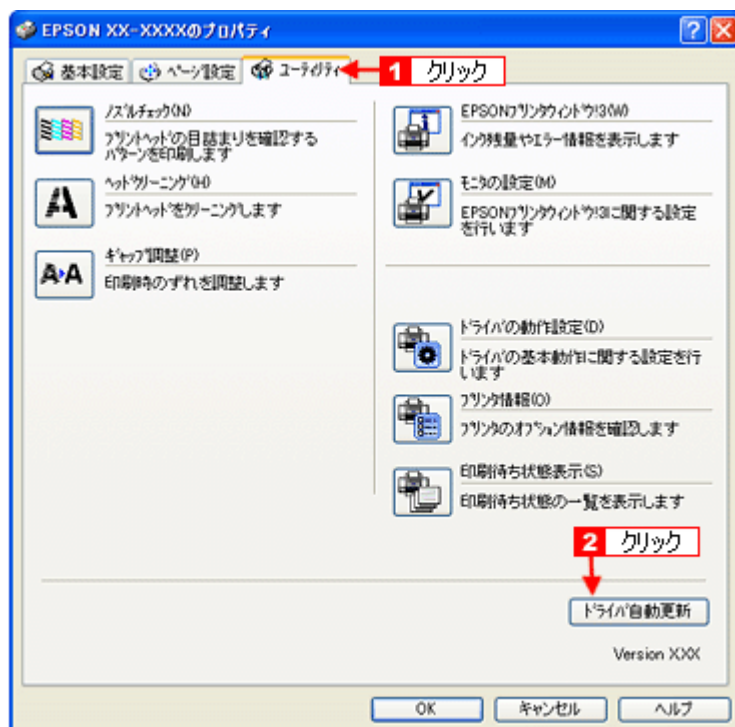 EPSON XX-XXXXのプロパティ
基本設定
ページ設定
ユーティリティ
1 クリック
ノズルチェック(N)
プリントヘッドの目詰まりを確認する
パターンを印刷します
ヘッドクリーニング(H)
プリントヘッドをクリーニングします
ギャップ調整(P)
印刷時のずれを調整します
EPSONプリンタウィンドウ!3(W)
インク残量やエラー情報を表示します
モニタの設定(M)
EPSONプリンタウィンドウ!3に関する設定
を行います
ドライバの動作設定(D)
ドライバの基本動作に関する設定を行
います
プリンタ情報(O)
プリンタのオプション情報を確認します
印刷待ち状態表示(S)
印刷待ち状態の一覧を表示します
2 クリック
ドライバ自動更新
Version XXX
OK
キャンセル
ヘルプ